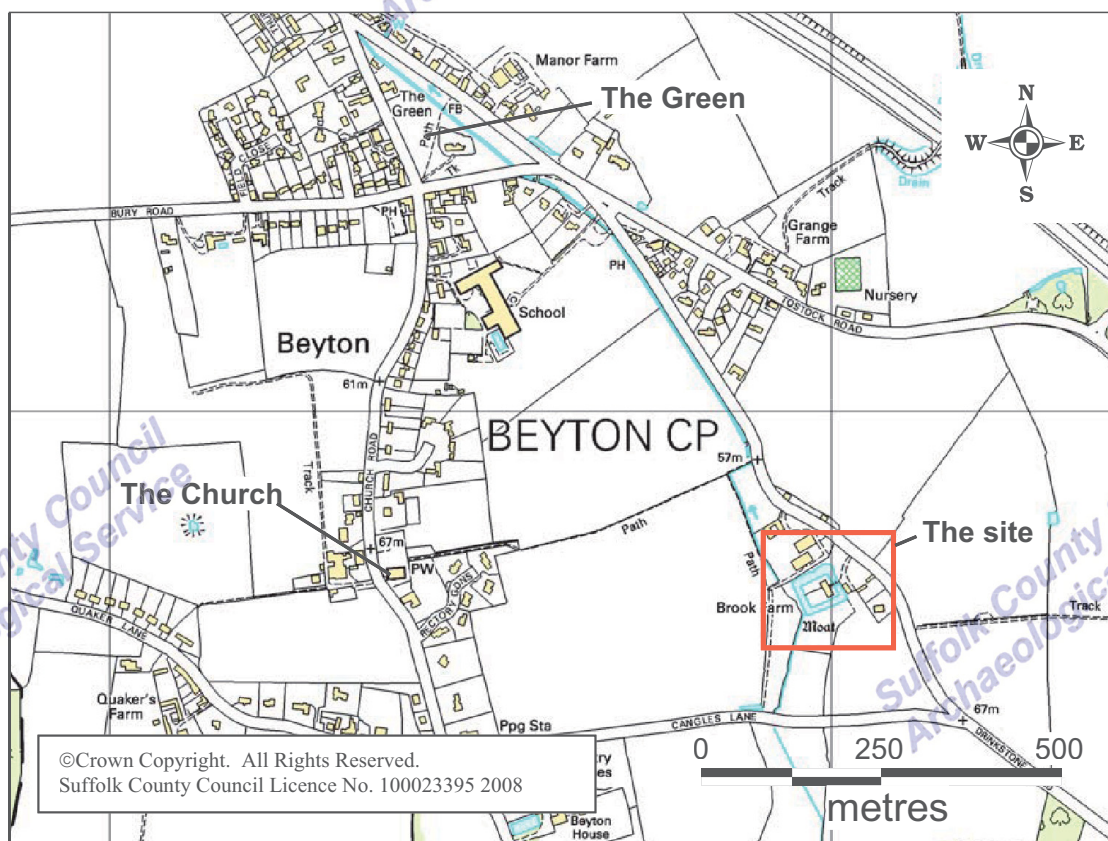 Manor Farm
The
Green
FB
Path
Tk
The Green
N
W
E
S
Drain
Track
FIELD CLOSE
BURY ROAD
PH
Grange
Farm
PH
Nursery
School
TOSTOCK ROAD
Beyton
61m
BEYTON CP
CHURCH ROAD
Track
57m
The Church
Path
67m
PW
The site
Path
RECTORY GDNS
Brook Farm
Moat
Track
QUAKER LANE
Quaker's
Farm
Ppg Sta
CANGLES LANE
67m
DRINKSTONE
Beyton
House
©Crown Copyright. All Rights Reserved.
Suffolk County Council Licence No. 100023395 2008
0 250 500
metres
County Council
Archaeological Service
Suffolk County
Archaeological